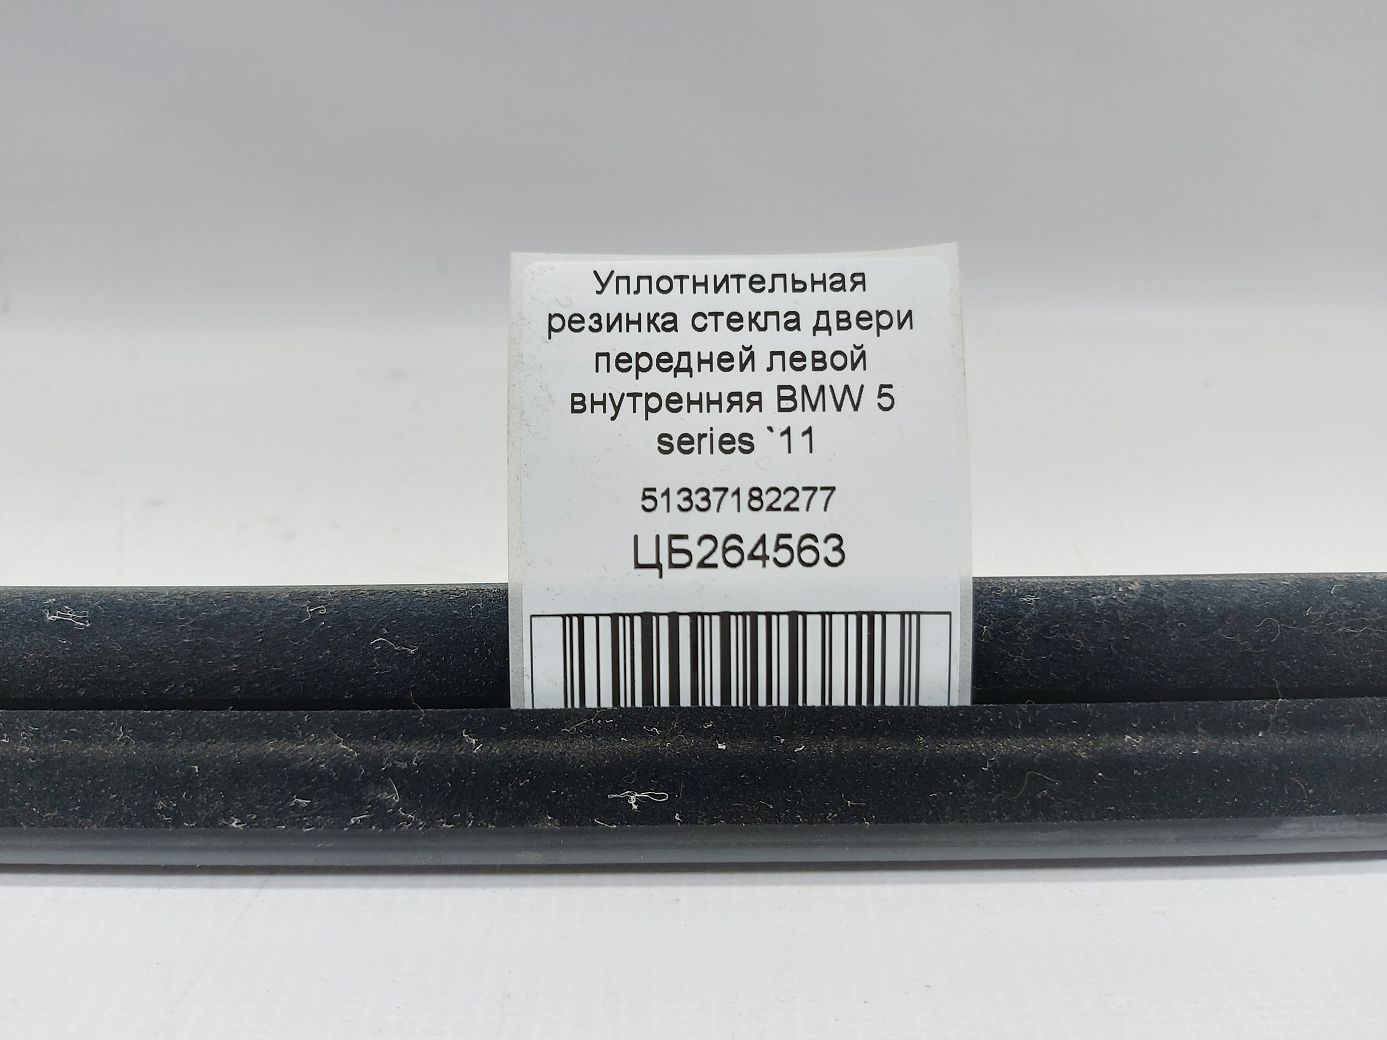 Уплотнительная
резинка стекла двери
передней левой
внутренняя BMW 5
series `11
51337182277
ЦБ264563